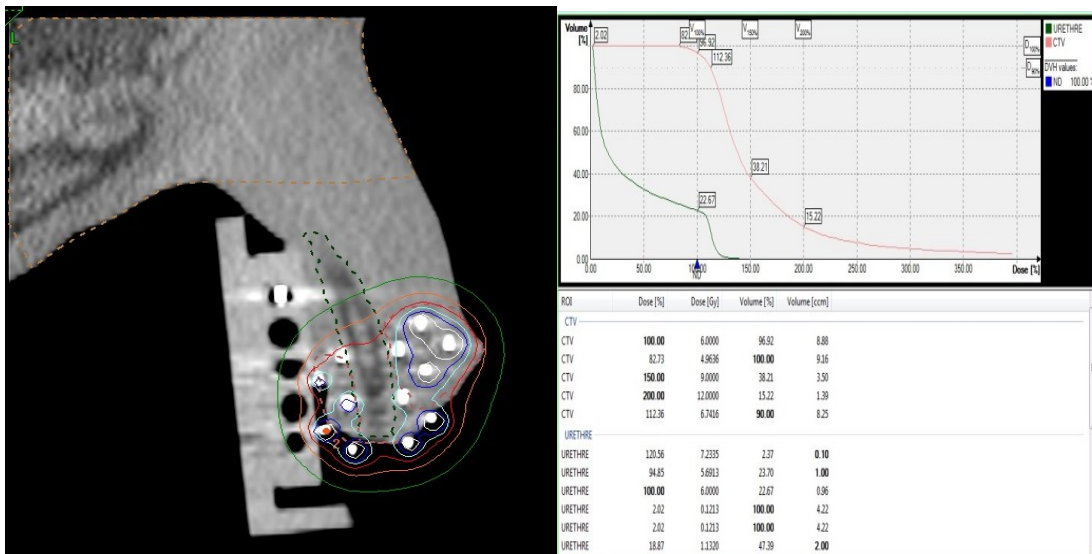 L
Volume
[%]
2.02
82
V100%
V150%
V200%
96.92
112.36
D100%
D90%
URETHRE
CTV
DVH values:
ND 100.00
80.00
60.00
40.00
38.21
22.67
20.00
15.22
0.00
0.00 50.00 100.00 150.00 200.00 250.00 300.00 350.00 Dose [%]
ND
ROI Dose [%] Dose [Gy] Volume [%] Volume [ccm]
CTV
CTV 100.00 6.0000 96.92 8.88
CTV 82.73 4.9636 100.00 9.16
CTV 150.00 9.0000 38.21 3.50
CTV 200.00 12.0000 15.22 1.39
CTV 112.36 6.7416 90.00 8.25
URETHRE
URETHRE 120.56 7.2335 2.37 0.10
URETHRE 94.85 5.6913 23.70 1.00
URETHRE 100.00 6.0000 22.67 0.96
URETHRE 2.02 0.1213 100.00 4.22
URETHRE 2.02 0.1213 100.00 4.22
URETHRE 18.87 1.1320 47.39 2.00